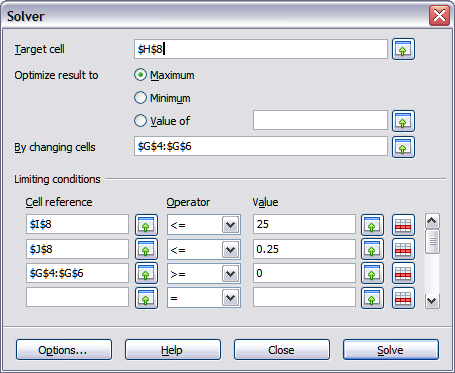 Solver
Target cell $H$8
Optimize result to Maximum
Minimum
Value of
By changing cells $G$4:$G$6
Limiting conditions
Cell reference Operator Value
$I$8 <= 25
$J$8 <= 0.25
$G$4:$G$6 >= 0
=
Options... Help Close Solve